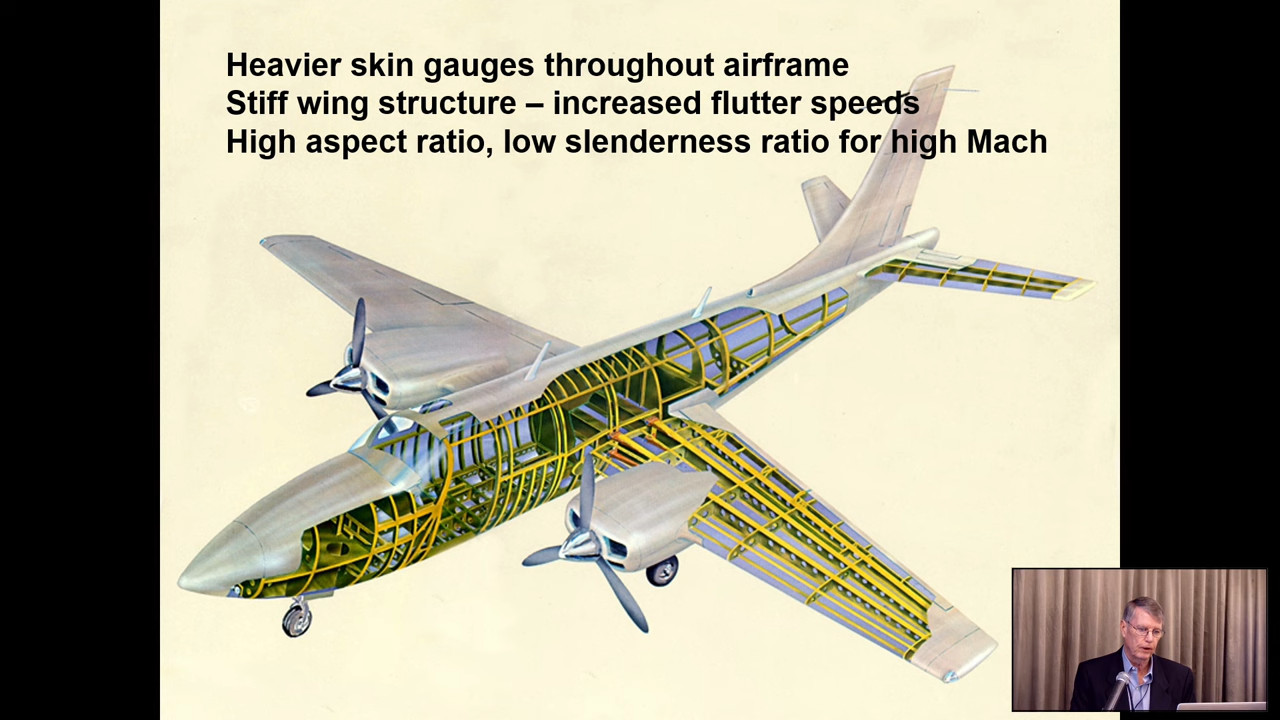 Heavier skin gauges throughout airframe
Stiff wing structure – increased flutter speeds
High aspect ratio, low slenderness ratio for high Mach